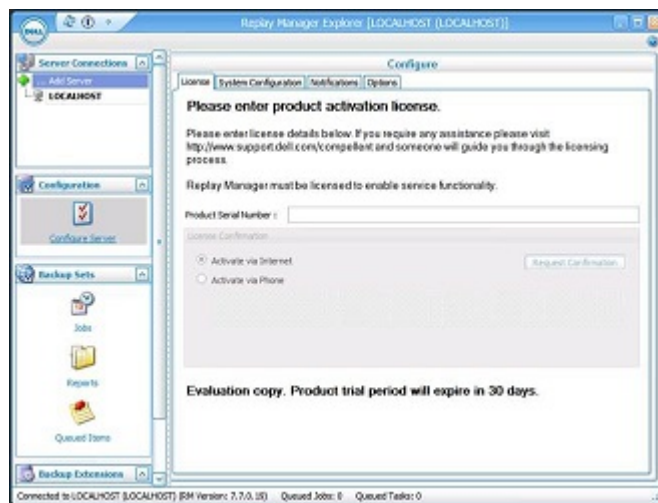 Replay Manager Explorer [LOCALHOST (LOCALHOST)]
DELL
Server Connections
... Add Server
LOCALHOST
Configuration
Configure Server
Backup Sets
Jobs
Reports
Queued Items
Backup Extensions
Configure
License System Configuration Notifications Options
Please enter product activation license.
Please enter license details below. If you require any assistance please visit
http://www.support.dell.com/compellent and someone will guide you through the licensing
process.
Replay Manager must be licensed to enable service functionality.
Product Serial Number :
License Confirmation
Activate via Internet
Request Confirmation
Activate via Phone
Evaluation copy. Product trial period will expire in 30 days.
Connected to LOCALHOST (LOCALHOST) (RM Version: 7.7.0.15) Queued Jobs: 0 Queued Tasks: 0